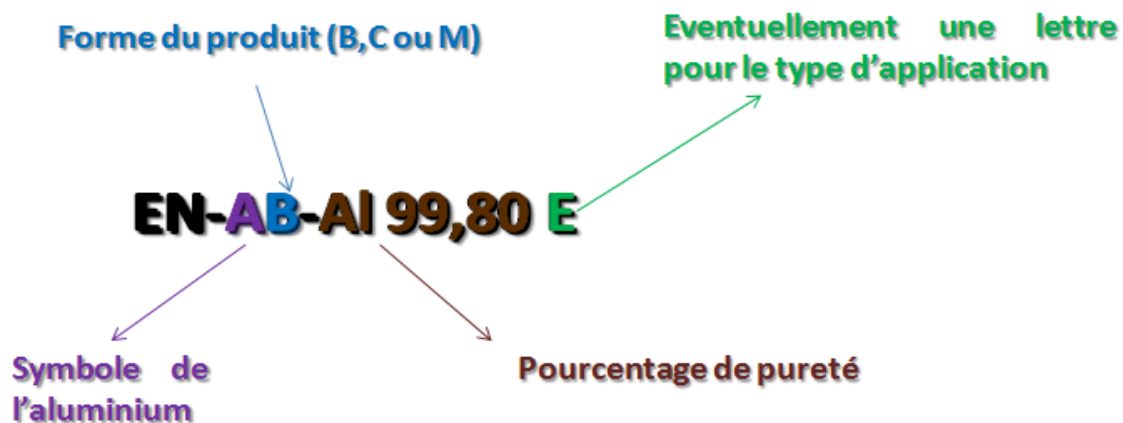 Forme du produit (B,C ou M)
Eventuellement une lettre
pour le type d'application
EN-AB-Al 99,80 E
Symbole de
l'aluminium
Pourcentage de pureté